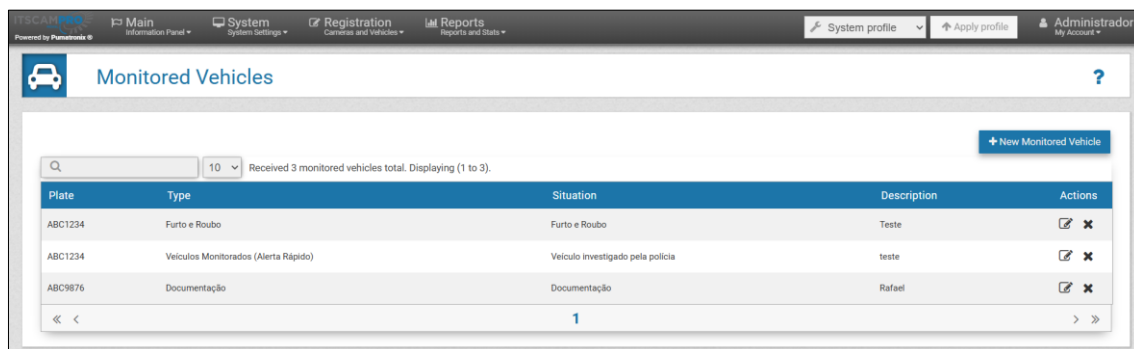 ITSCAMPRO
Powered by Pumatronix ®
Main
Information Panel
System
System Settings
Registration
Cameras and Vehicles
Reports
Reports and Stats
System profile
Apply profile
Administrador
My Account
Monitored Vehicles
?
+ New Monitored Vehicle
10 Received 3 monitored vehicles total. Displaying (1 to 3).
Plate Type Situation Description Actions
ABC1234 Furto e Roubo Furto e Roubo Teste
ABC1234 Veículos Monitorados (Alerta Rápido) Veículo investigado pela polícia teste
ABC9876 Documentação Documentação Rafael
« < 1 > »